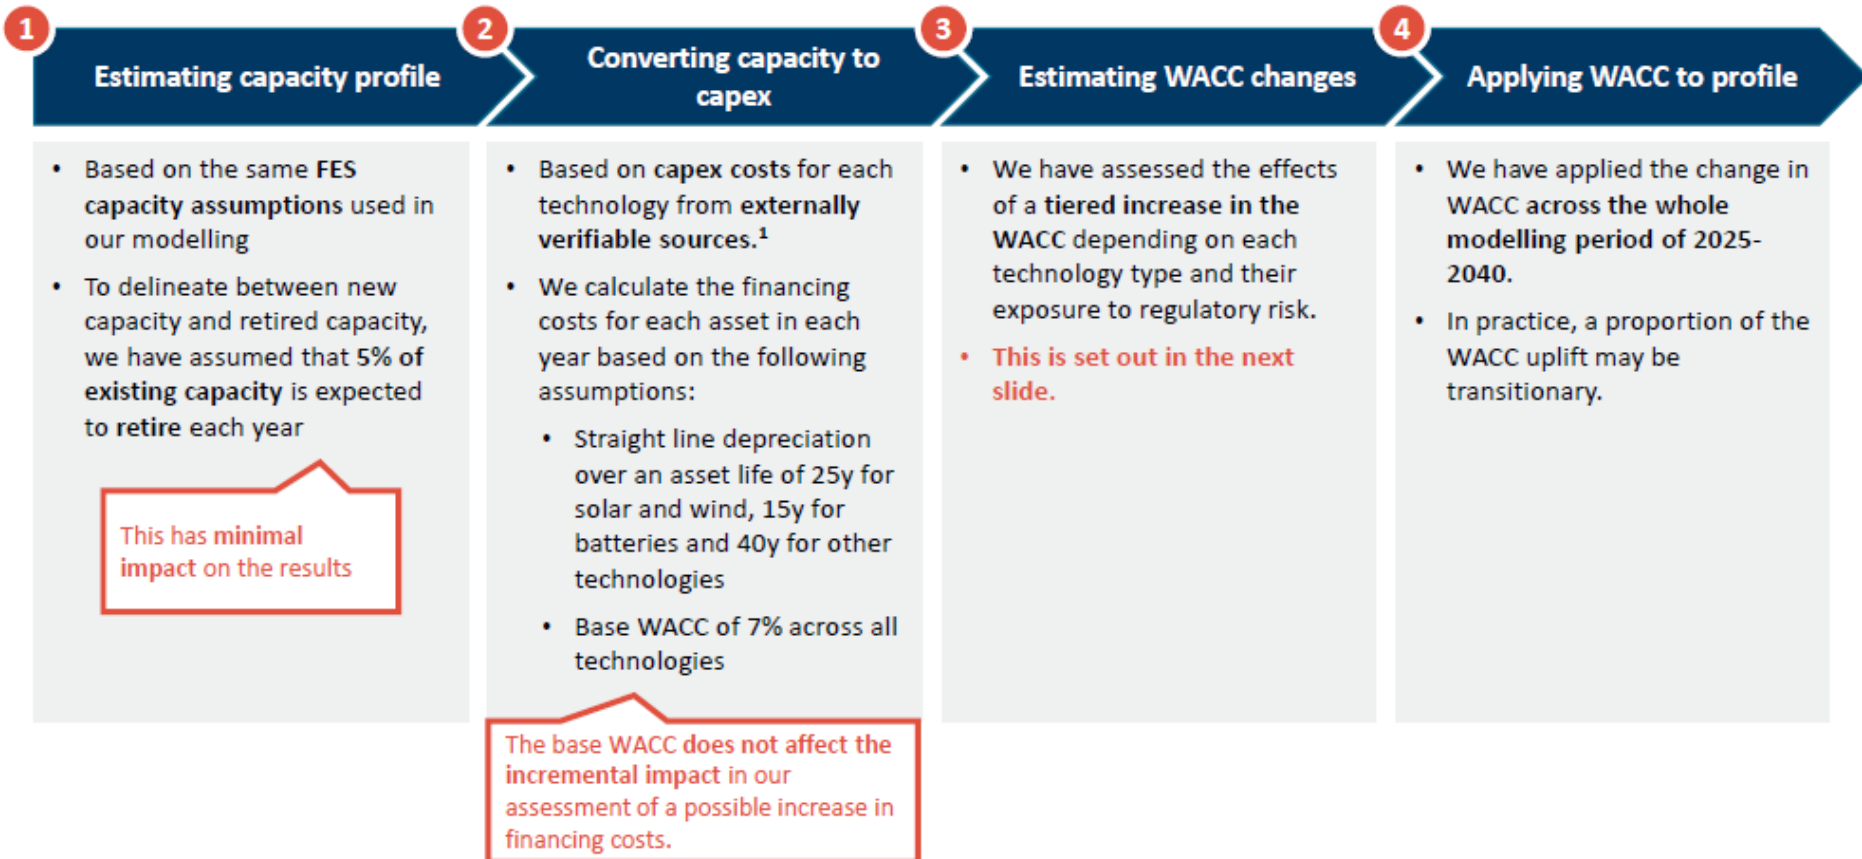 1
Estimating capacity profile
• Based on the same FES
capacity assumptions used in
our modelling
• To delineate between new
capacity and retired capacity,
we have assumed that 5% of
existing capacity is expected
to retire each year
This has minimal
impact on the results
2
Converting capacity to
capex
• Based on capex costs for each
technology from externally
verifiable sources.¹
• We calculate the financing
costs for each asset in each
year based on the following
assumptions:
• Straight line depreciation
over an asset life of 25y for
solar and wind, 15y for
batteries and 40y for other
technologies
• Base WACC of 7% across all
technologies
The base WACC does not affect the
incremental impact in our
assessment of a possible increase in
financing costs.
3
Estimating WACC changes
• We have assessed the effects
of a tiered increase in the
WACC depending on each
technology type and their
exposure to regulatory risk.
• This is set out in the next
slide.
4
Applying WACC to profile
• We have applied the change in
WACC across the whole
modelling period of 2025-
2040.
• In practice, a proportion of the
WACC uplift may be
transitionary.